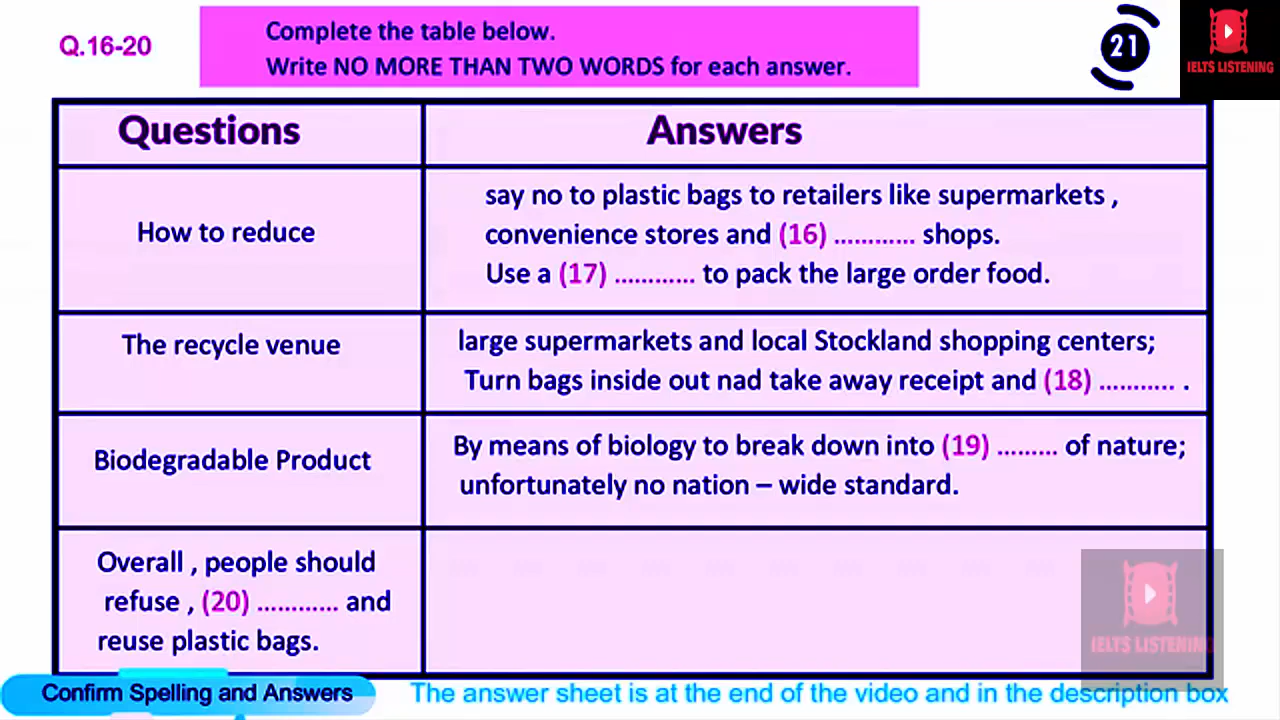 Q.16-20
Complete the table below.
Write NO MORE THAN TWO WORDS for each answer.
21
IELTS LISTENING
Questions
Answers
How to reduce
say no to plastic bags to retailers like supermarkets ,
convenience stores and (16) ............ shops.
Use a (17) ............ to pack the large order food.
The recycle venue
large supermarkets and local Stockland shopping centers;
Turn bags inside out nad take away receipt and (18) ........... .
Biodegradable Product
By means of biology to break down into (19) ......... of nature;
unfortunately no nation – wide standard.
Overall , people should
refuse , (20) ............ and
reuse plastic bags.
IELTS LISTENING
Confirm Spelling and Answers
The answer sheet is at the end of the video and in the description box